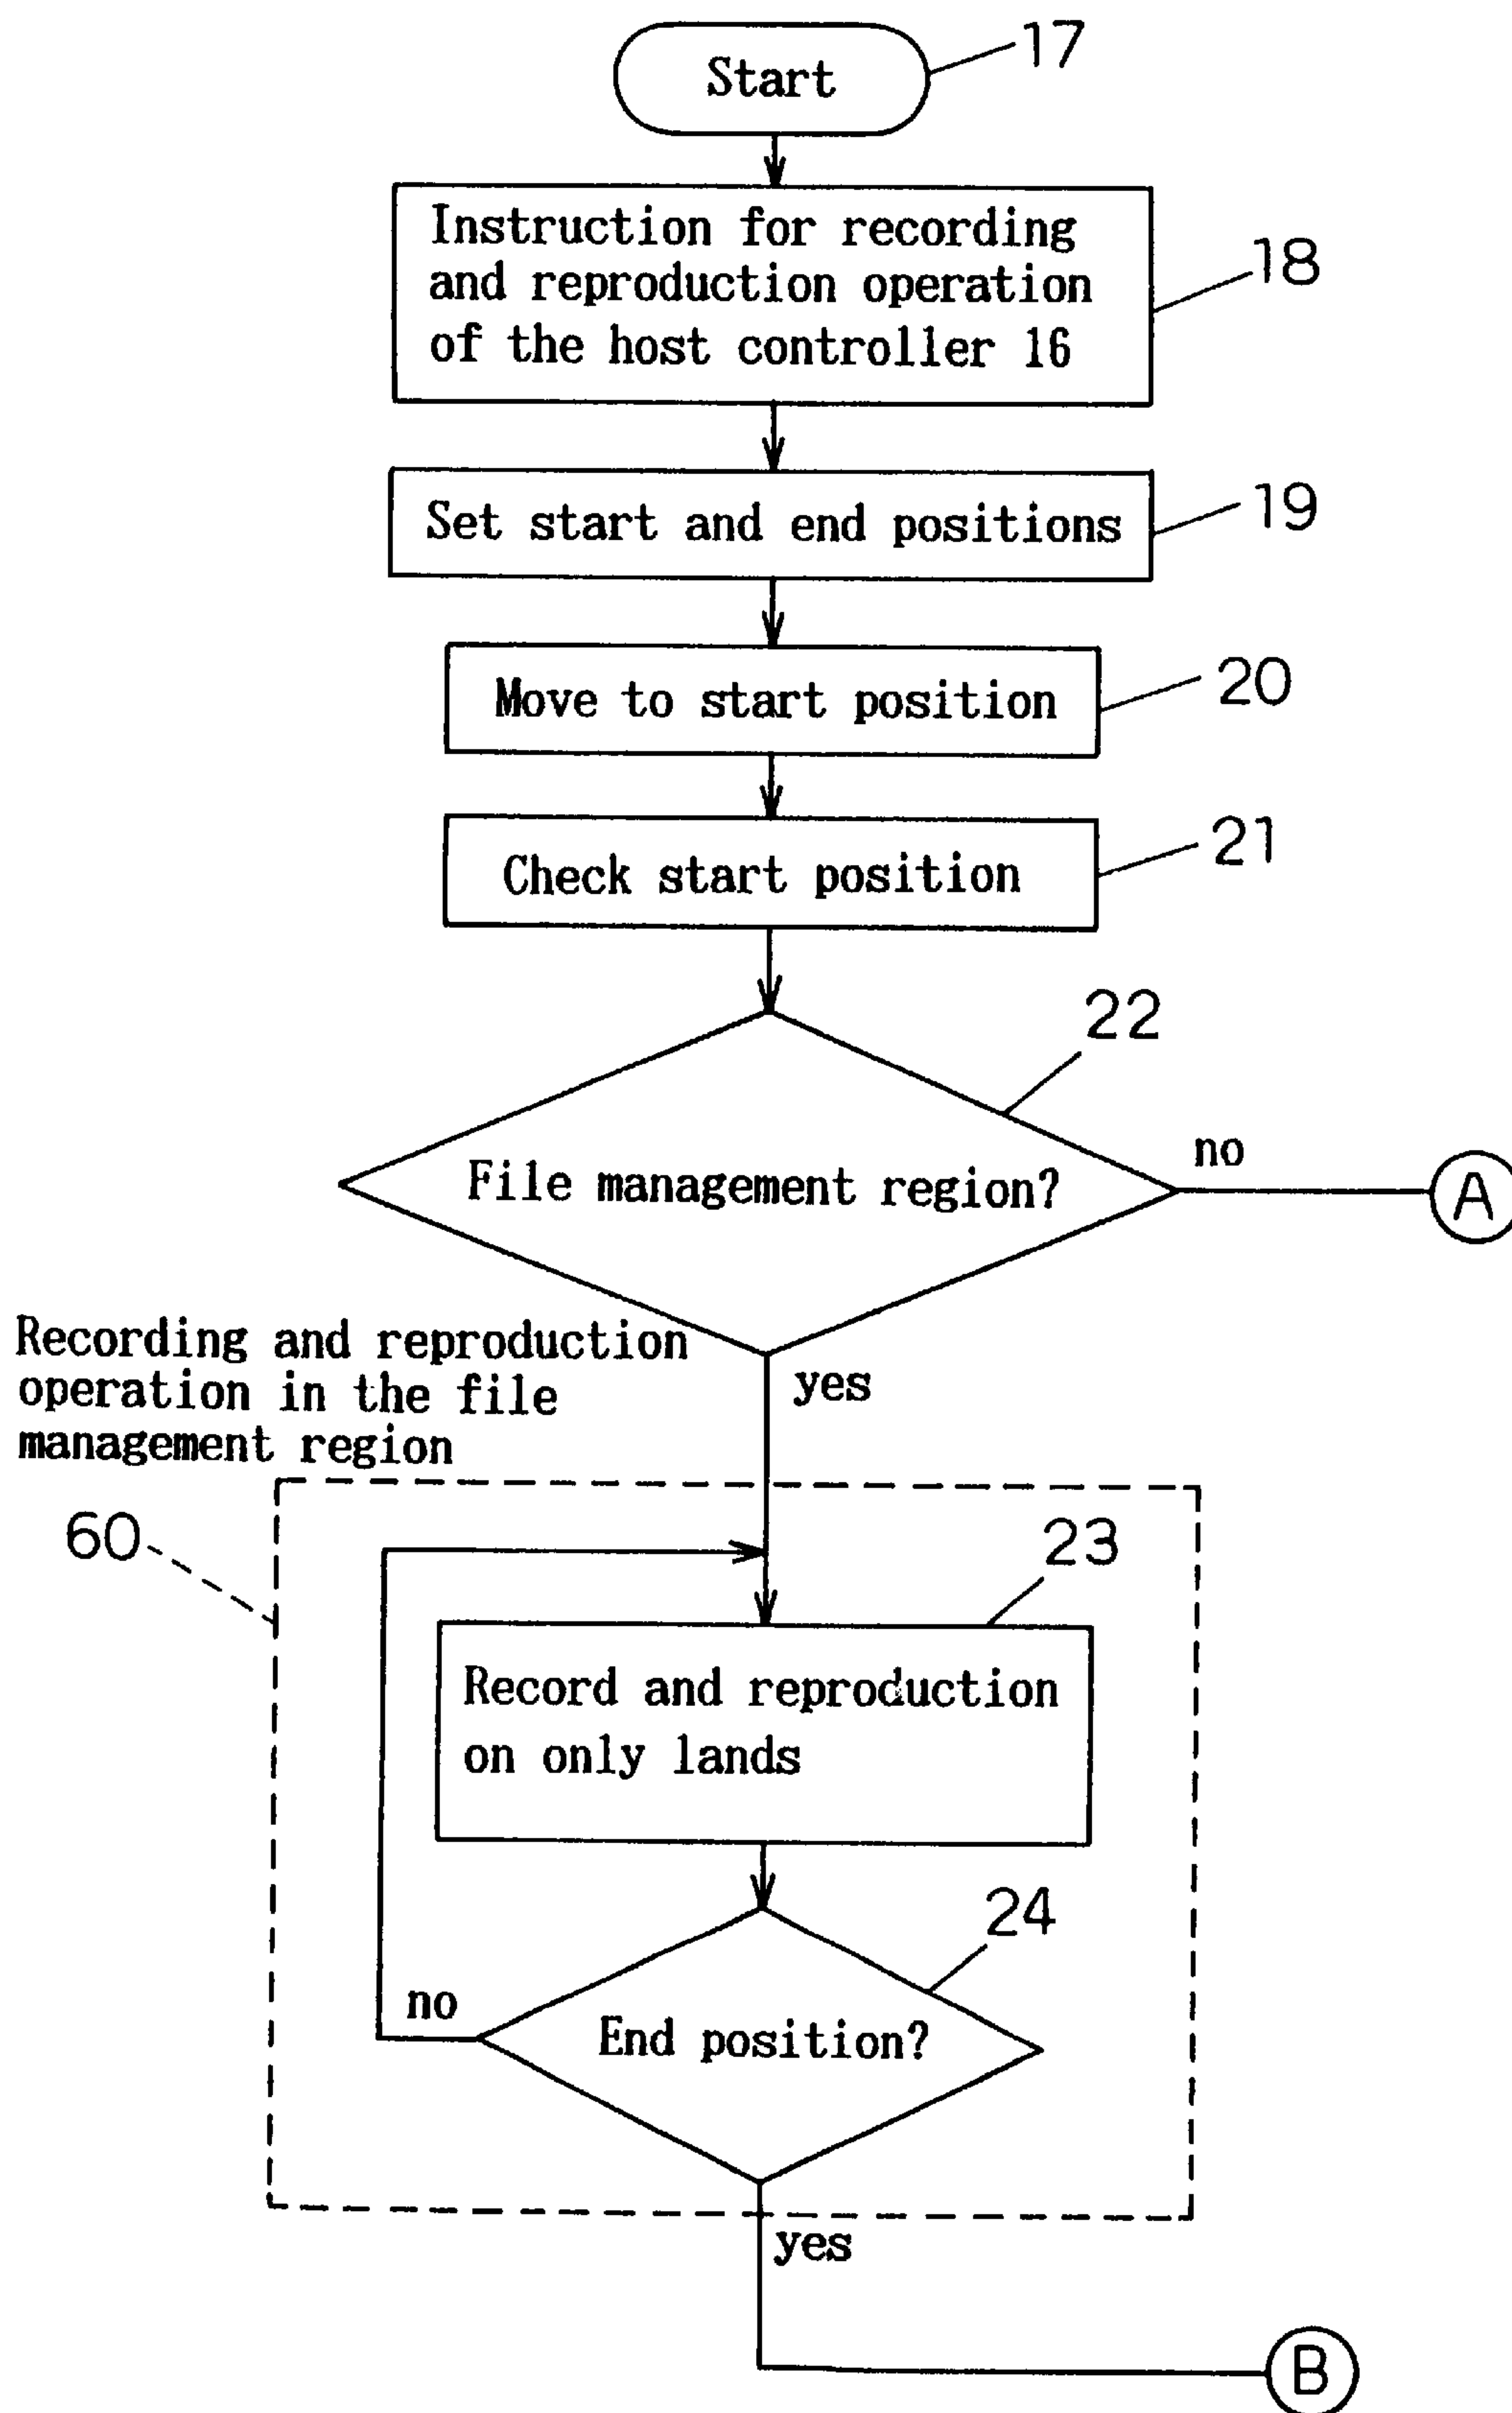 Start
17
Instruction for recording
and reproduction operation
of the host controller 16
18
Set start and end positions
19
Move to start position
20
Check start position
21
22
File management region?
no
A
yes
Recording and reproduction
operation in the file
management region
60
23
Record and reproduction
on only lands
24
no
End position?
yes
B